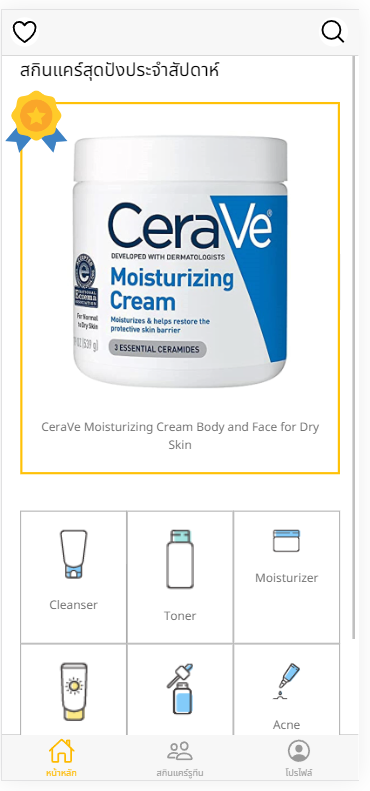 สกินแคร์สุดปังประจำสัปดาห์
CeraVe®
DEVELOPED WITH DERMATOLOGISTS
Moisturizing
Cream
For Normal
to Dry Skin
Moisturizes & helps restore the
protective skin barrier
3 ESSENTIAL CERAMIDES
CeraVe Moisturizing Cream Body and Face for Dry
Skin
Cleanser
Toner
Moisturizer
Acne
หน้าหลัก
สกินแคร์รูทีน
โปรไฟล์